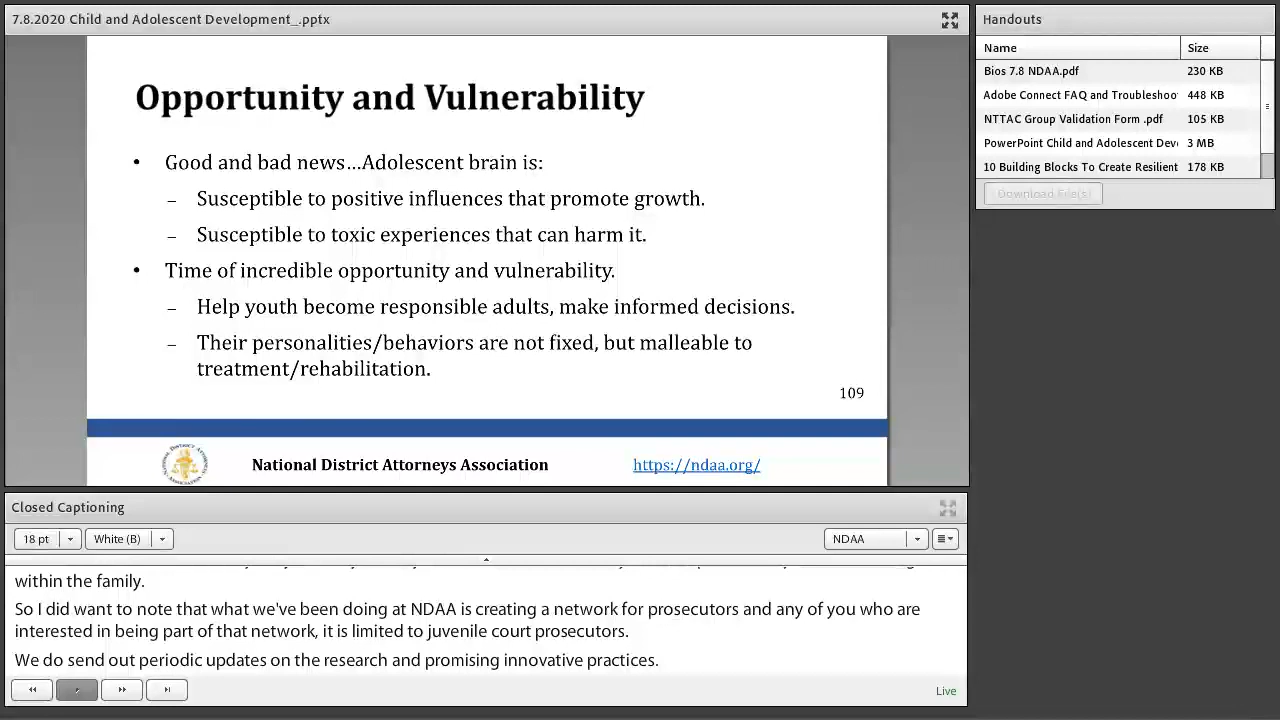 7.8.2020 Child and Adolescent Development_.pptx
Opportunity and Vulnerability
• Good and bad news...Adolescent brain is:
– Susceptible to positive influences that promote growth.
– Susceptible to toxic experiences that can harm it.
• Time of incredible opportunity and vulnerability.
– Help youth become responsible adults, make informed decisions.
– Their personalities/behaviors are not fixed, but malleable to
treatment/rehabilitation.
109
National District Attorneys Association https://ndaa.org/
Handouts
Name Size
Bios 7.8 NDAA.pdf 230 KB
Adobe Connect FAQ and Troubleshoo 448 KB
NTTAC Group Validation Form .pdf 105 KB
PowerPoint Child and Adolescent Dev 3 MB
10 Building Blocks To Create Resilient 178 KB
Download File(s)
Closed Captioning
18 pt White (B) NDAA
within the family.
So I did want to note that what we've been doing at NDAA is creating a network for prosecutors and any of you who are
interested in being part of that network, it is limited to juvenile court prosecutors.
We do send out periodic updates on the research and promising innovative practices.
Live